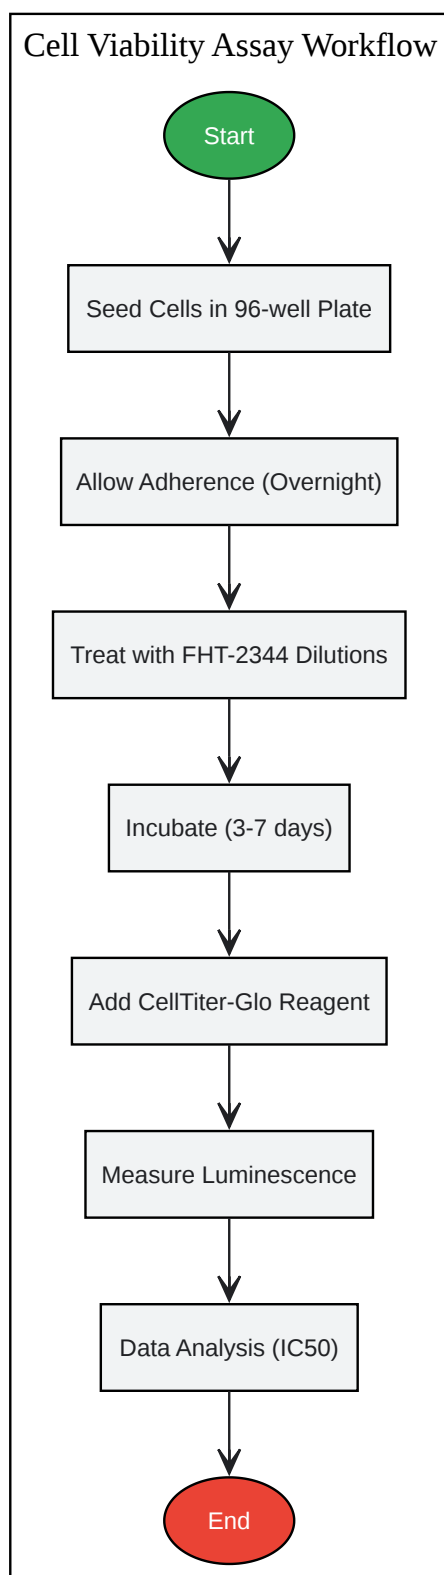 Cell Viability Assay Workflow
Start
Seed Cells in 96-well Plate
Allow Adherence (Overnight)
Treat with FHT-2344 Dilutions
Incubate (3-7 days)
Add CellTiter-Glo Reagent
Measure Luminescence
Data Analysis (IC50)
End